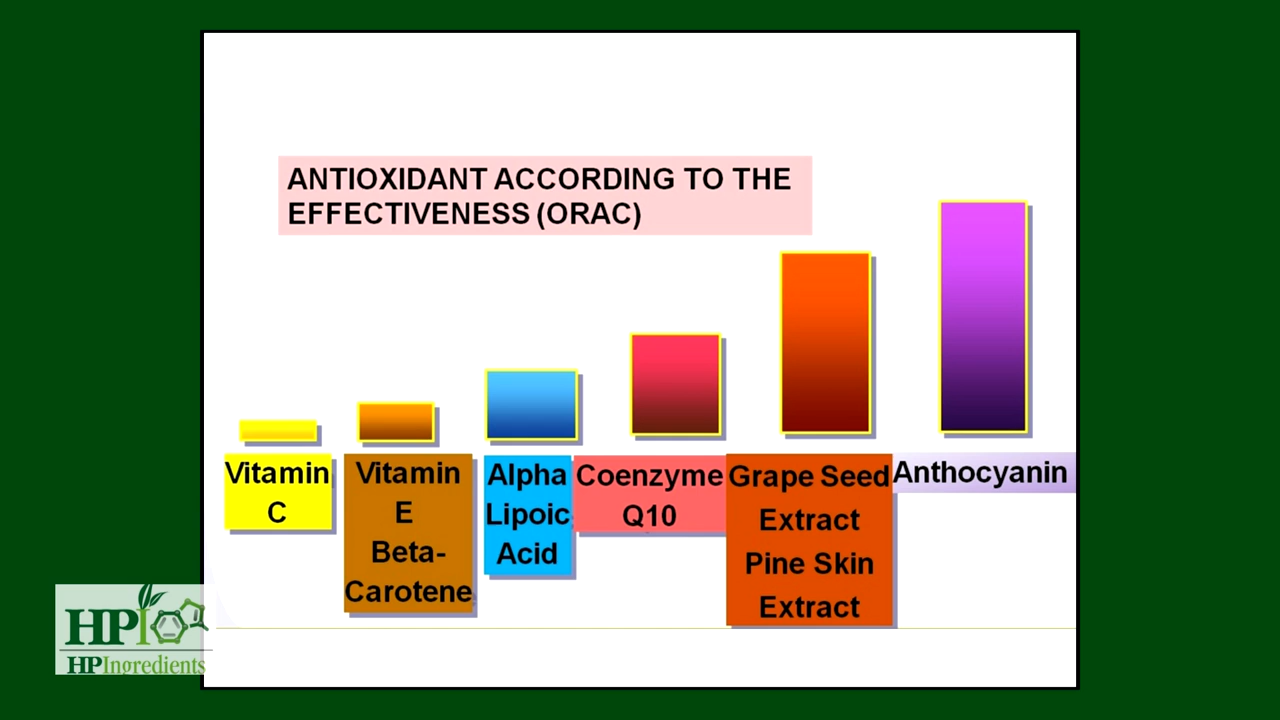 ANTIOXIDANT ACCORDING TO THE
EFFECTIVENESS (ORAC)
Vitamin
C
Vitamin
E
Beta-
Carotene
Alpha
Lipoic
Acid
Coenzyme
Q10
Grape Seed
Extract
Pine Skin
Extract
Anthocyanin
HPI
HPIngredients